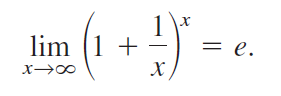 lim x→∞ (1 + 1/x)^x = e.